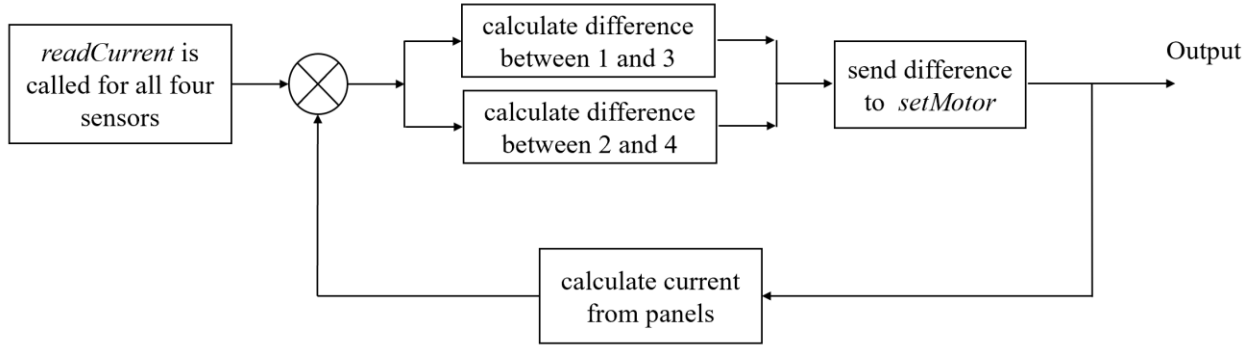 readCurrent is
called for all four
sensors
calculate difference
between 1 and 3
calculate difference
between 2 and 4
send difference
to setMotor
Output
calculate current
from panels